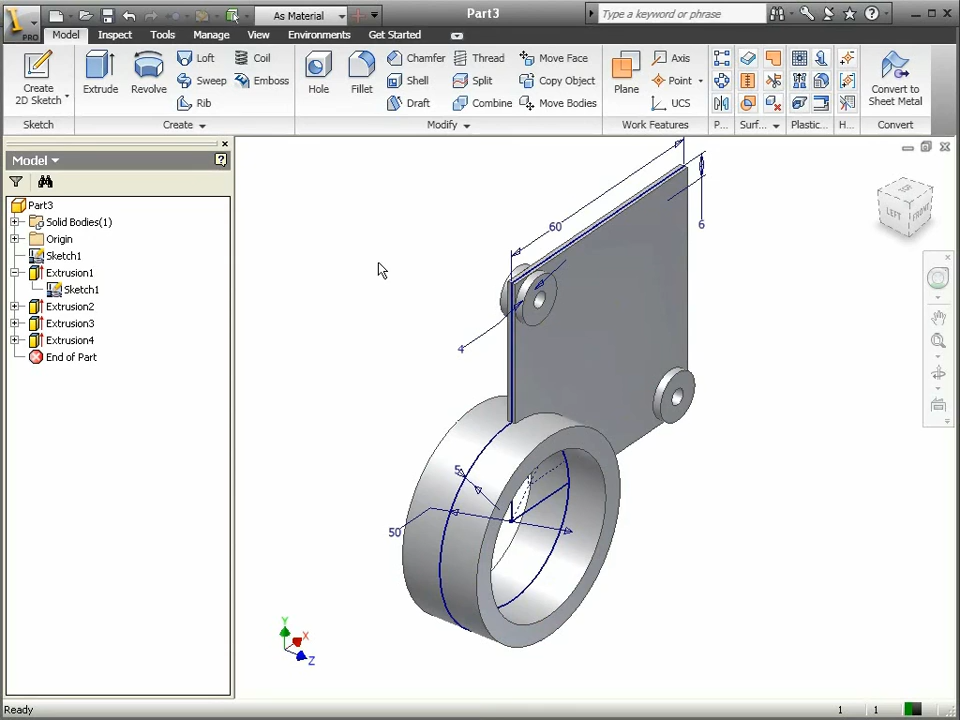 As Material
Part3
Type a keyword or phrase
PRO
Model
Inspect
Tools
Manage
View
Environments
Get Started
Create
2D Sketch
Extrude
Revolve
Loft
Sweep
Rib
Coil
Emboss
Hole
Fillet
Chamfer
Shell
Draft
Thread
Split
Combine
Move Face
Copy Object
Move Bodies
Plane
Axis
Point
UCS
Convert to
Sheet Metal
Sketch
Create
Modify
Work Features
P...
Surf...
Plastic...
H...
Convert
Model
Part3
Solid Bodies(1)
Origin
Sketch1
Extrusion1
Sketch1
Extrusion2
Extrusion3
Extrusion4
End of Part
60
6
4
5
50
TOP
LEFT
FRONT
Y
X
Z
Ready
1
1